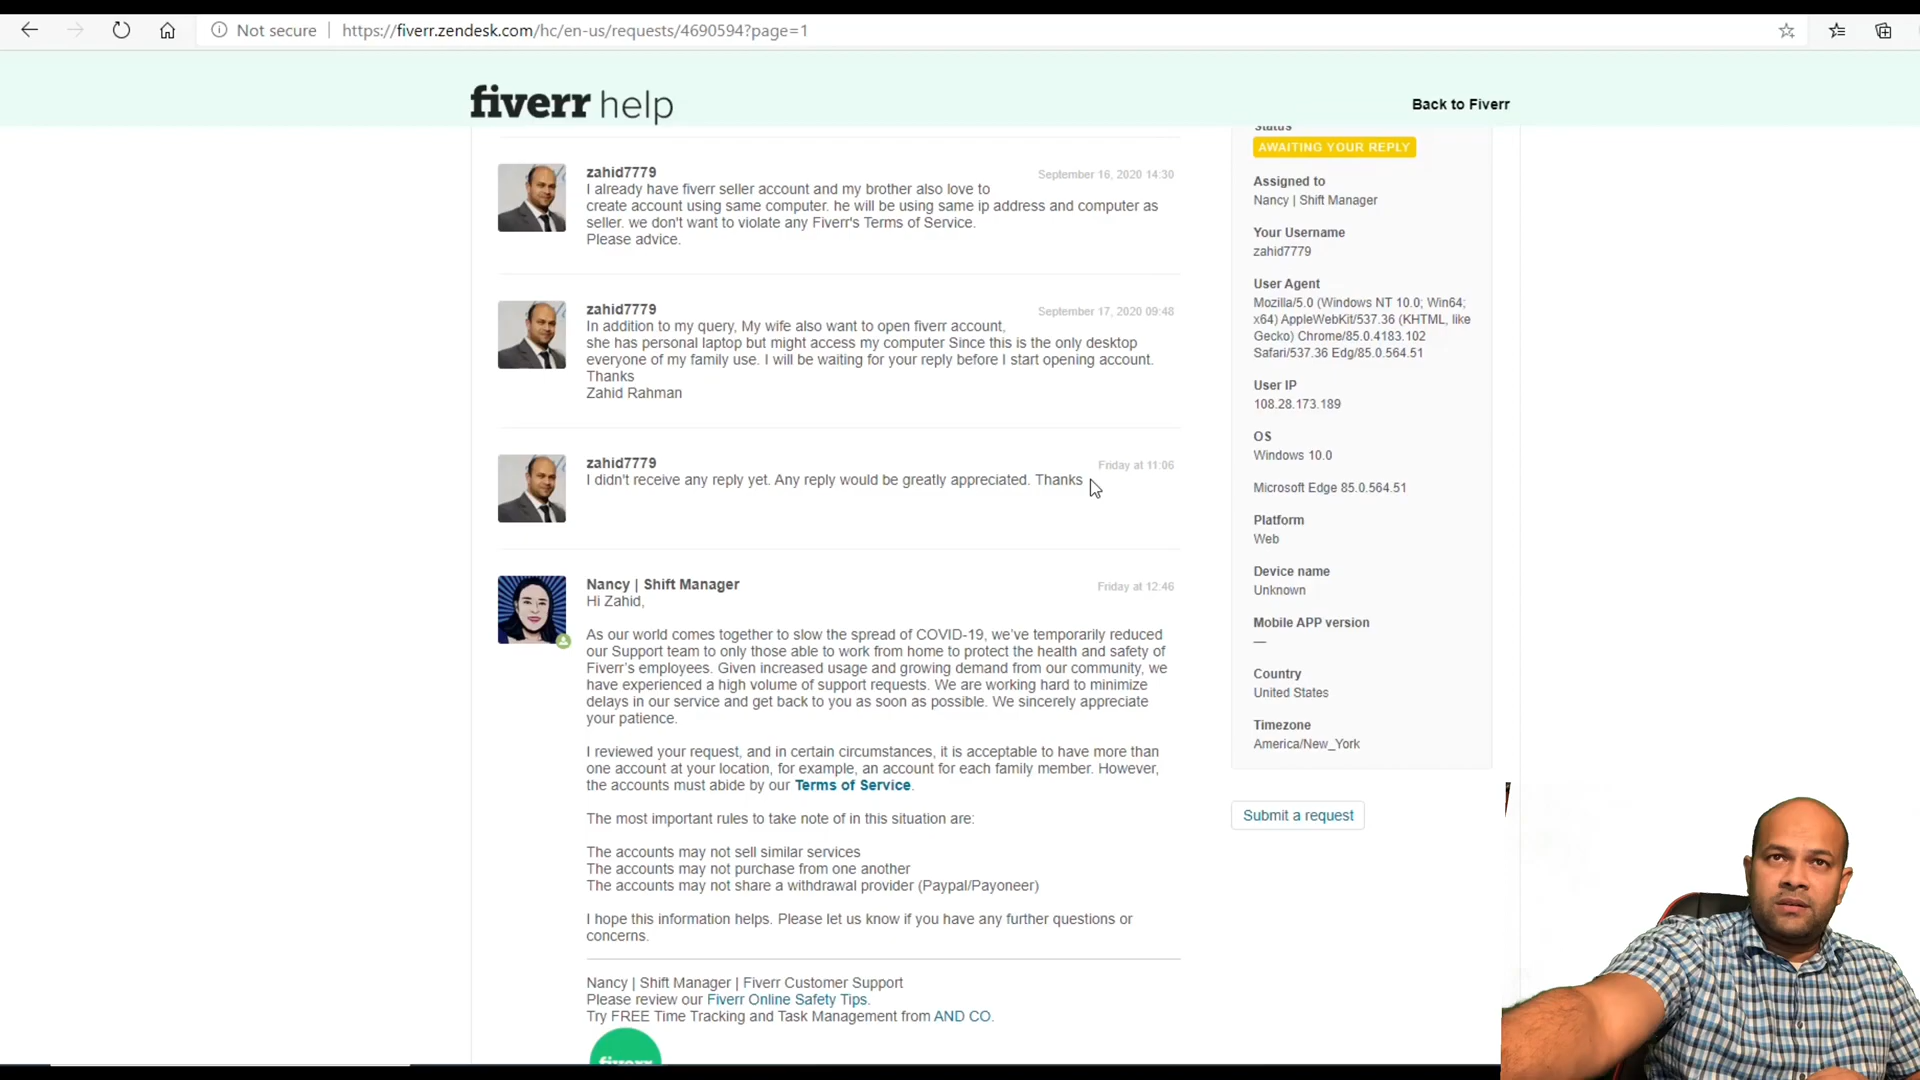 Not secure
https://fiverr.zendesk.com/hc/en-us/requests/4690594?page=1
fiverr help
Back to Fiverr
zahid7779
September 16, 2020 14:30
I already have fiverr seller account and my brother also love to
create account using same computer. he will be using same ip address and computer as
seller. we don't want to violate any Fiverr's Terms of Service.
Please advice.
zahid7779
September 17, 2020 09:48
In addition to my query, My wife also want to open fiverr account,
she has personal laptop but might access my computer Since this is the only desktop
everyone of my family use. I will be waiting for your reply before I start opening account.
Thanks
Zahid Rahman
zahid7779
Friday at 11:06
I didn't receive any reply yet. Any reply would be greatly appreciated. Thanks
Nancy | Shift Manager
Friday at 12:46
Hi Zahid,
As our world comes together to slow the spread of COVID-19, we've temporarily reduced
our Support team to only those able to work from home to protect the health and safety of
Fiverr's employees. Given increased usage and growing demand from our community, we
have experienced a high volume of support requests. We are working hard to minimize
delays in our service and get back to you as soon as possible. We sincerely appreciate
your patience.
I reviewed your request, and in certain circumstances, it is acceptable to have more than
one account at your location, for example, an account for each family member. However,
the accounts must abide by our Terms of Service.
The most important rules to take note of in this situation are:
The accounts may not sell similar services
The accounts may not purchase from one another
The accounts may not share a withdrawal provider (Paypal/Payoneer)
I hope this information helps. Please let us know if you have any further questions or
concerns.
Nancy | Shift Manager | Fiverr Customer Support
Please review our Fiverr Online Safety Tips.
Try FREE Time Tracking and Task Management from AND CO.
fiverr
Status
AWAITING YOUR REPLY
Assigned to
Nancy | Shift Manager
Your Username
zahid7779
User Agent
Mozilla/5.0 (Windows NT 10.0; Win64;
x64) AppleWebKit/537.36 (KHTML, like
Gecko) Chrome/85.0.4183.102
Safari/537.36 Edg/85.0.564.51
User IP
108.28.173.189
OS
Windows 10.0
Microsoft Edge 85.0.564.51
Platform
Web
Device name
Unknown
Mobile APP version
—
Country
United States
Timezone
America/New_York
Submit a request